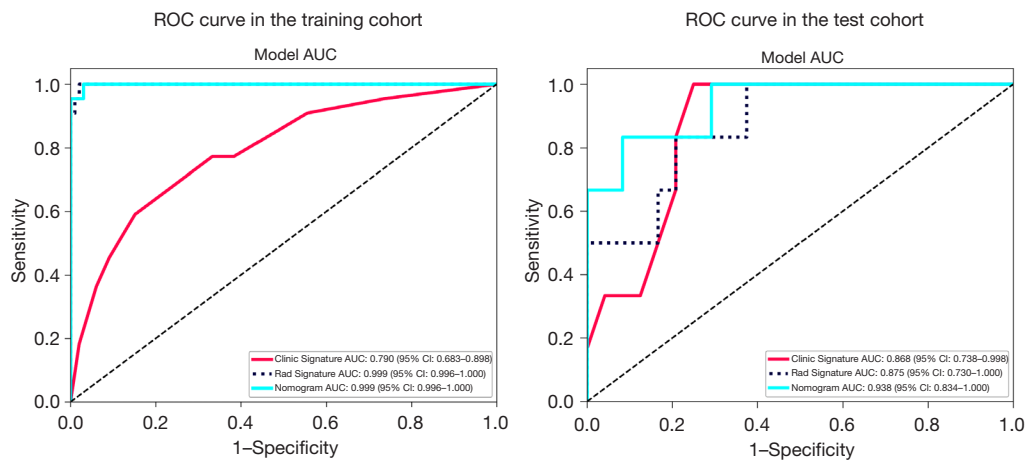 ROC curve in the training cohort
Model AUC
Sensitivity
1.0
0.8
0.6
0.4
0.2
0.0
Clinic Signature AUC: 0.790 (95% CI: 0.683–0.898)
Rad Signature AUC: 0.999 (95% CI: 0.996–1.000)
Nomogram AUC: 0.999 (95% CI: 0.996–1.000)
0.0 0.2 0.4 0.6 0.8 1.0
1–Specificity
ROC curve in the test cohort
Model AUC
Sensitivity
1.0
0.8
0.6
0.4
0.2
0.0
Clinic Signature AUC: 0.868 (95% CI: 0.738–0.998)
Rad Signature AUC: 0.875 (95% CI: 0.730–1.000)
Nomogram AUC: 0.938 (95% CI: 0.834–1.000)
0.0 0.2 0.4 0.6 0.8 1.0
1–Specificity